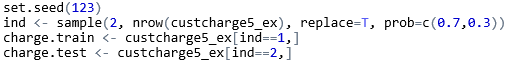 set.seed(123)
ind <- sample(2, nrow(custcharge5_ex), replace=T, prob=c(0.7,0.3))
charge.train <- custcharge5_ex[ind==1,]
charge.test <- custcharge5_ex[ind==2,]